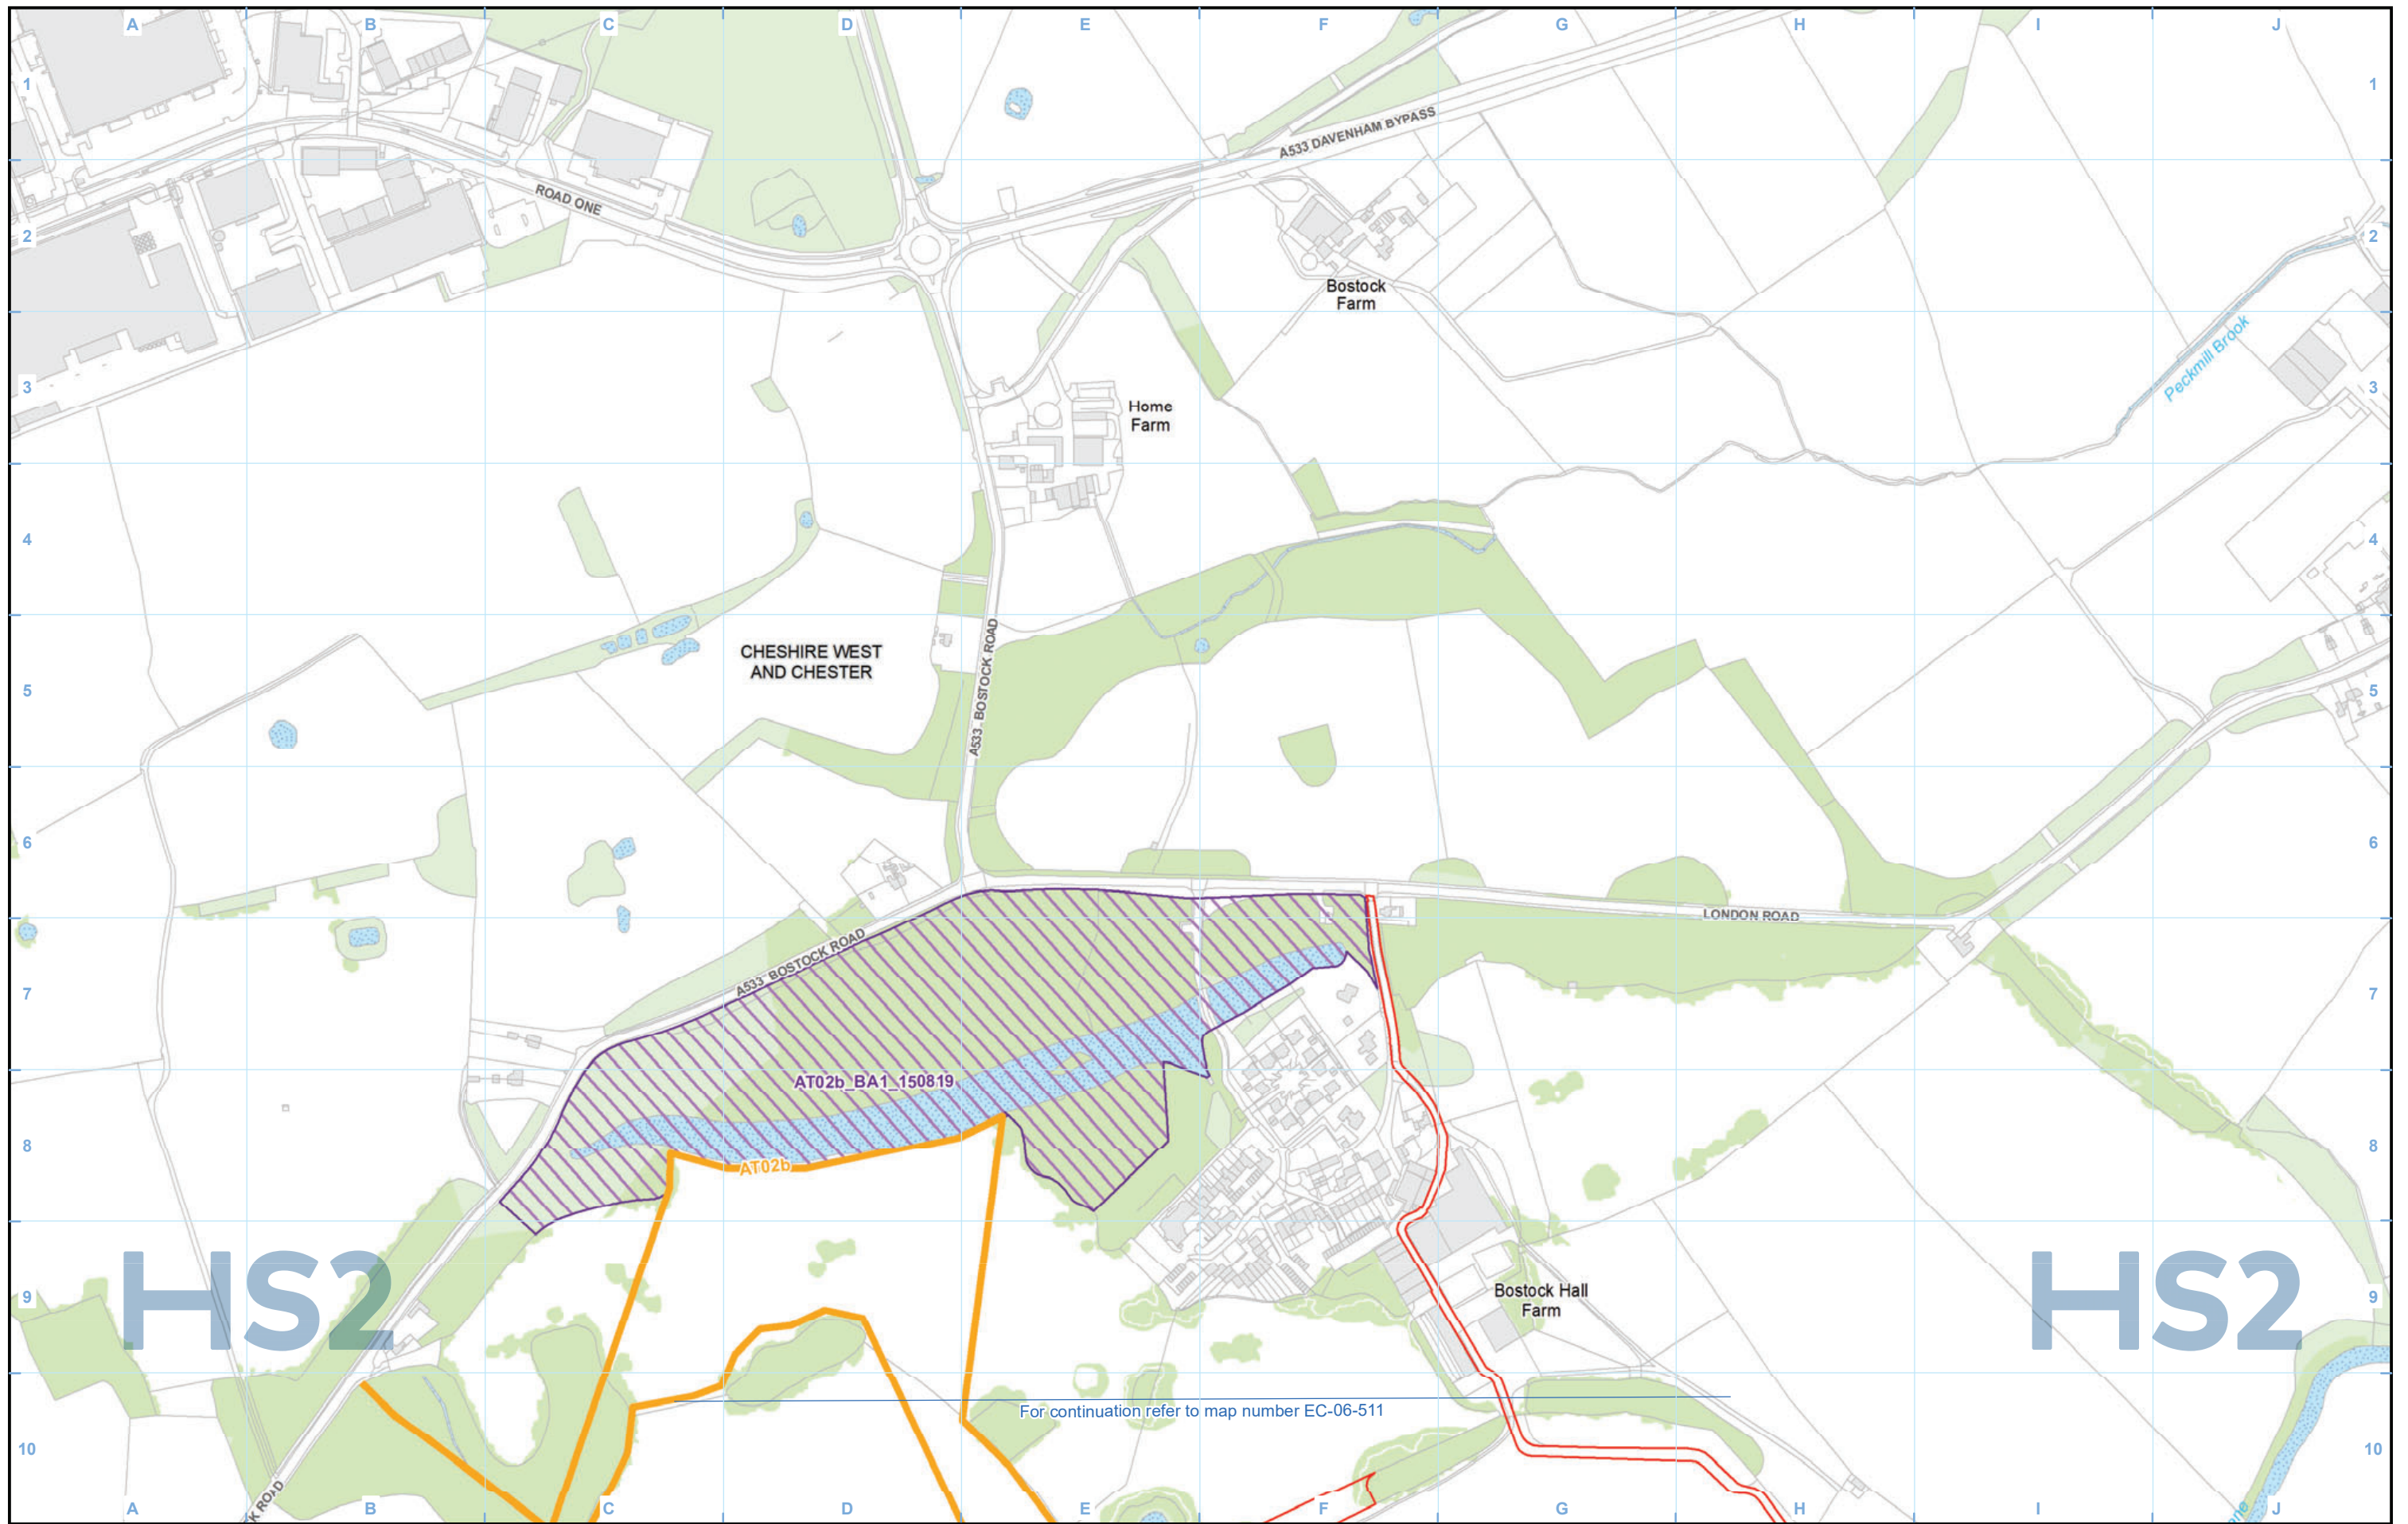 A B C D E F G H I J
1 1
A533 DAVENHAM BYPASS
ROAD ONE
2 2
Bostock
Farm
Peckmill Brook
3 3
Home
Farm
4 4
CHESHIRE WEST
AND CHESTER
A533 BOSTOCK ROAD
5 5
6 6
LONDON ROAD
A533 BOSTOCK ROAD
7 7
AT02b_BA1_150819
8 8
AT02b
HS2 HS2
9 9
Bostock Hall
Farm
For continuation refer to map number EC-06-511
10 10
K ROAD
A B C D E F G H I J